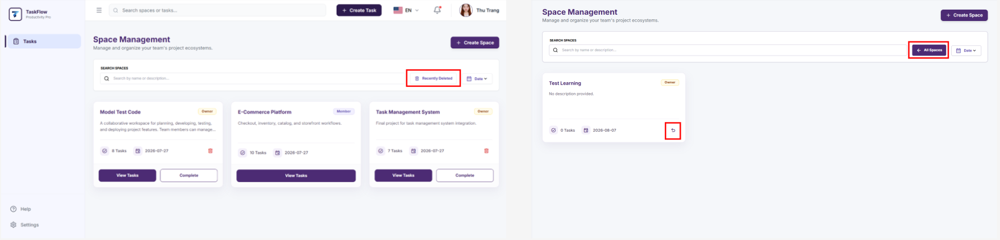 TaskFlow
Productivity Pro
Search spaces or tasks...
+ Create Task
EN
Thu Trang
Tasks
Space Management
Manage and organize your team's project ecosystems.
+ Create Space
SEARCH SPACES
Search by name or description...
Recently Deleted
Date
Model Test Code
Owner
A collaborative workspace for planning, developing, testing,
and deploying project features. Team members can manage...
8 Tasks
2026-07-27
View Tasks
Complete
E-Commerce Platform
Member
Checkout, inventory, catalog, and storefront workflows.
10 Tasks
2026-07-27
View Tasks
Task Management System
Owner
Final project for task management system integration.
7 Tasks
2026-07-27
View Tasks
Complete
Help
Settings
Space Management
Manage and organize your team's project ecosystems.
+ Create Space
SEARCH SPACES
Search by name or description...
All Spaces
Date
Test Learning
Owner
No description provided.
0 Tasks
2026-08-07